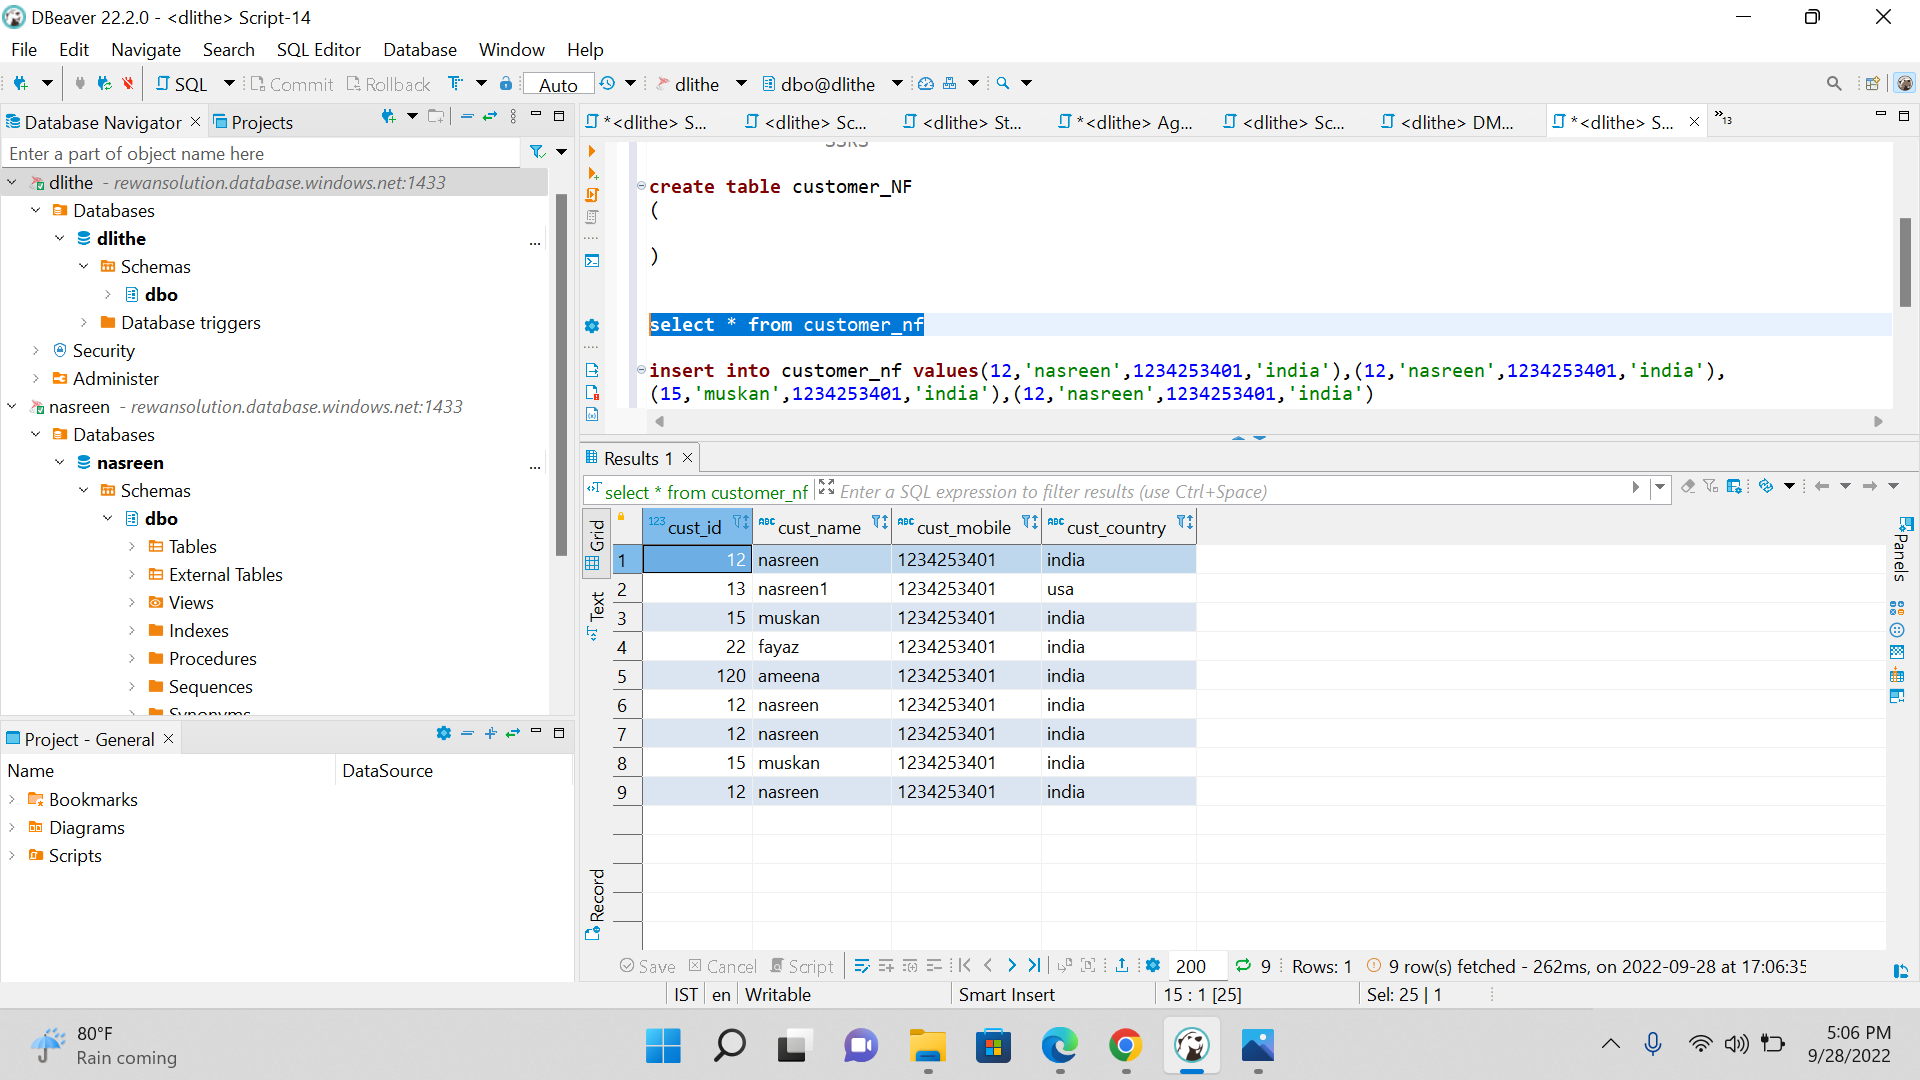 DBeaver 22.2.0 - <dlithe> Script-14
File Edit Navigate Search SQL Editor Database Window Help
SQL Commit Rollback Auto dlithe dbo@dlithe
Database Navigator Projects
Enter a part of object name here
dlithe - rewansolution.database.windows.net:1433
Databases
dlithe ...
Schemas
dbo
Database triggers
Security
Administer
nasreen - rewansolution.database.windows.net:1433
Databases
nasreen ...
Schemas
dbo
Tables
External Tables
Views
Indexes
Procedures
Sequences
Synonyms
Project - General
Name DataSource
Bookmarks
Diagrams
Scripts
*<dlithe> S... <dlithe> Sc... <dlithe> St... *<dlithe> Ag... <dlithe> Sc... <dlithe> DM... *<dlithe> S... »13
SSRS
create table customer_NF
(
)
select * from customer_nf
insert into customer_nf values(12,'nasreen',1234253401,'india'),(12,'nasreen',1234253401,'india'),
(15,'muskan',1234253401,'india'),(12,'nasreen',1234253401,'india')
Results 1
select * from customer_nf Enter a SQL expression to filter results (use Ctrl+Space)
Grid
Text
Record
Panels
123 cust_id ABC cust_name ABC cust_mobile ABC cust_country
1 12 nasreen 1234253401 india
2 13 nasreen1 1234253401 usa
3 15 muskan 1234253401 india
4 22 fayaz 1234253401 india
5 120 ameena 1234253401 india
6 12 nasreen 1234253401 india
7 12 nasreen 1234253401 india
8 15 muskan 1234253401 india
9 12 nasreen 1234253401 india
Save Cancel Script 200 9 Rows: 1 9 row(s) fetched - 262ms, on 2022-09-28 at 17:06:35
IST en Writable Smart Insert 15 : 1 [25] Sel: 25 | 1
80°F
Rain coming
5:06 PM
9/28/2022